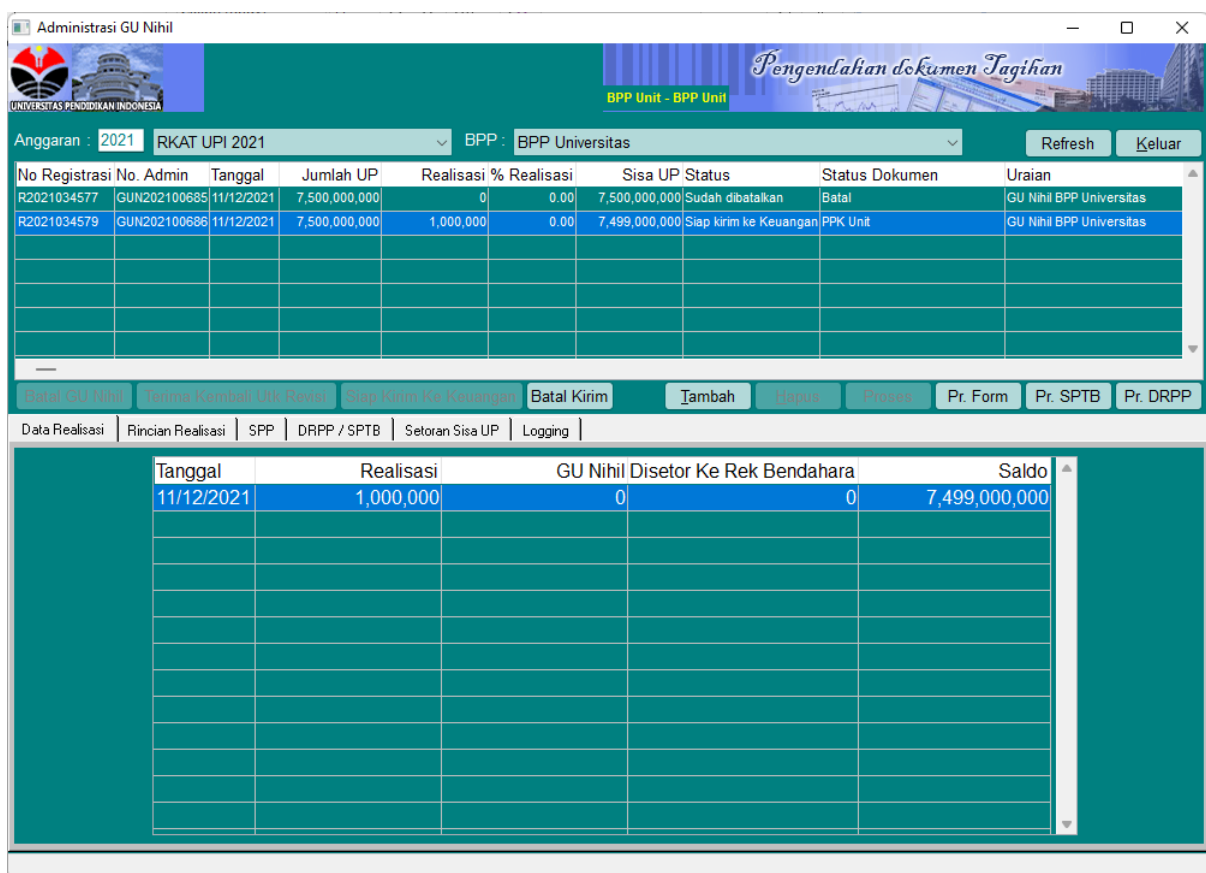 Administrasi GU Nihil
UNIVERSITAS PENDIDIKAN INDONESIA
BPP Unit - BPP Unit
Pengendalian dokumen Tagihan
Anggaran : 2021 RKAT UPI 2021 BPP : BPP Universitas Refresh Keluar
No Registrasi No. Admin Tanggal Jumlah UP Realisasi % Realisasi Sisa UP Status Status Dokumen Uraian
R2021034577 GUN202100685 11/12/2021 7,500,000,000 0 0.00 7,500,000,000 Sudah dibatalkan Batal GU Nihil BPP Universitas
R2021034579 GUN202100686 11/12/2021 7,500,000,000 1,000,000 0.00 7,499,000,000 Siap kirim ke Keuangan PPK Unit GU Nihil BPP Universitas
Batal GU Nihil Terima Kembali Utk Revisi Siap Kirim Ke Keuangan Batal Kirim Tambah Hapus Proses Pr. Form Pr. SPTB Pr. DRPP
Data Realisasi Rincian Realisasi SPP DRPP / SPTB Setoran Sisa UP Logging
Tanggal Realisasi GU Nihil Disetor Ke Rek Bendahara Saldo
11/12/2021 1,000,000 0 0 7,499,000,000